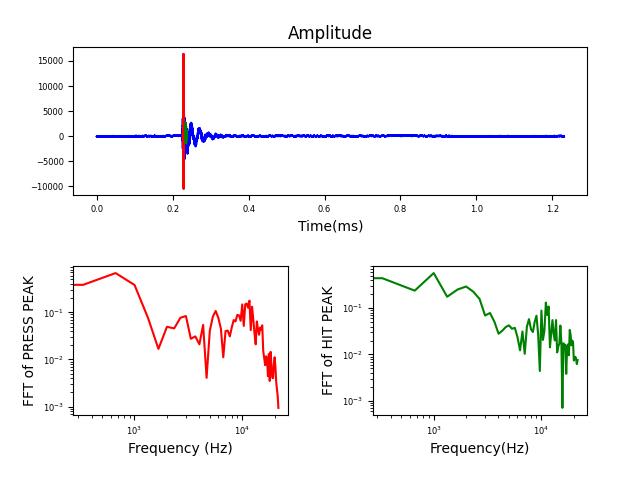 Amplitude
15000
10000
5000
0
−5000
−10000
0.0 0.2 0.4 0.6 0.8 1.0 1.2
Time(ms)
FFT of PRESS PEAK
10⁻¹
10⁻²
10⁻³
10³ 10⁴
Frequency (Hz)
FFT of HIT PEAK
10⁻¹
10⁻²
10⁻³
10³ 10⁴
Frequency(Hz)